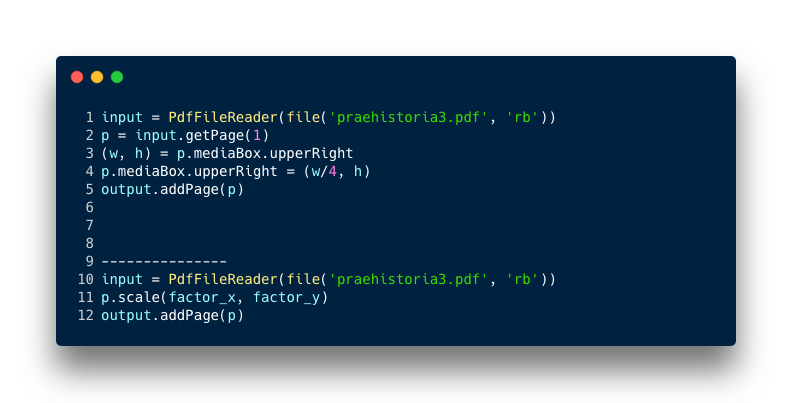 1 input = PdfFileReader(file('praehistoria3.pdf', 'rb'))
2 p = input.getPage(1)
3 (w, h) = p.mediaBox.upperRight
4 p.mediaBox.upperRight = (w/4, h)
5 output.addPage(p)
6
7
8
9 ---------------
10 input = PdfFileReader(file('praehistoria3.pdf', 'rb'))
11 p.scale(factor_x, factor_y)
12 output.addPage(p)